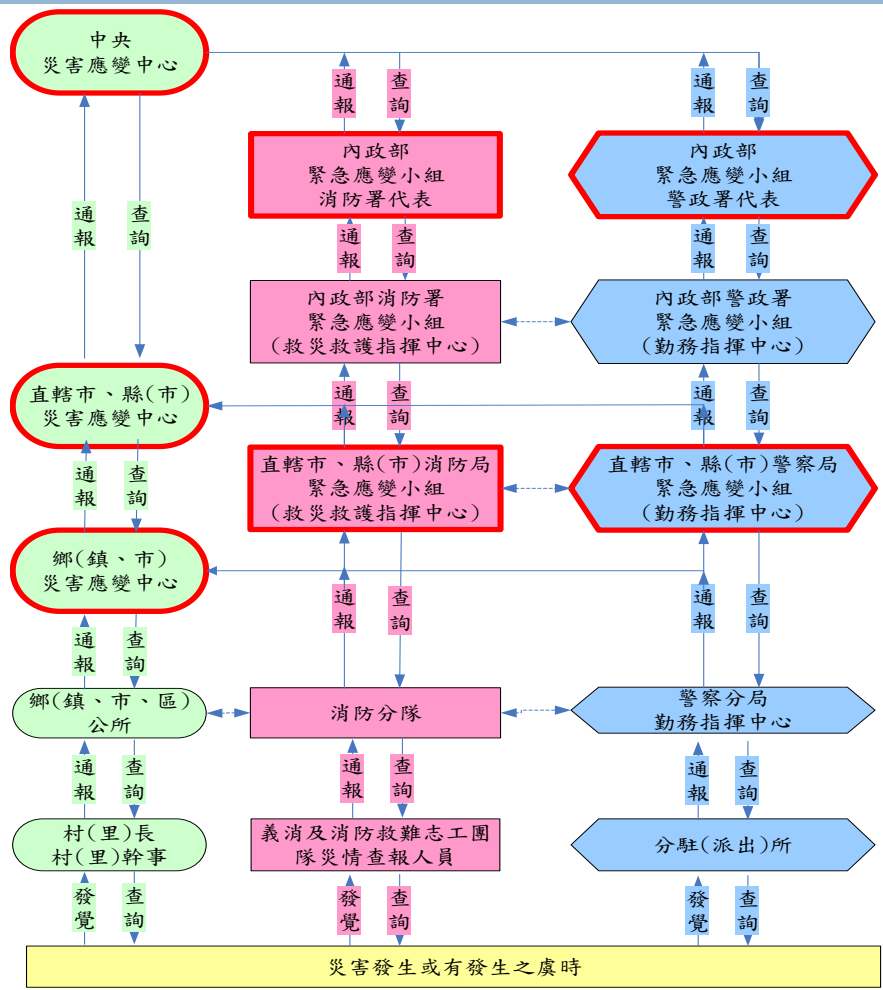 中央
災害應變中心
通報
查詢
通報
查詢
通報
查詢
內政部
緊急應變小組
消防署代表
內政部
緊急應變小組
警政署代表
通報
查詢
通報
查詢
內政部消防署
緊急應變小組
(救災救護指揮中心)
內政部警政署
緊急應變小組
(勤務指揮中心)
直轄市、縣(市)
災害應變中心
通報
查詢
通報
查詢
通報
查詢
直轄市、縣(市)消防局
緊急應變小組
(救災救護指揮中心)
直轄市、縣(市)警察局
緊急應變小組
(勤務指揮中心)
鄉(鎮、市)
災害應變中心
通報
查詢
通報
查詢
通報
查詢
鄉(鎮、市、區)
公所
消防分隊
警察分局
勤務指揮中心
通報
查詢
通報
查詢
通報
查詢
村(里)長
村(里)幹事
義消及消防救難志工團
隊災情查報人員
分駐(派出)所
發覺
查詢
發覺
查詢
發覺
查詢
災害發生或有發生之虞時